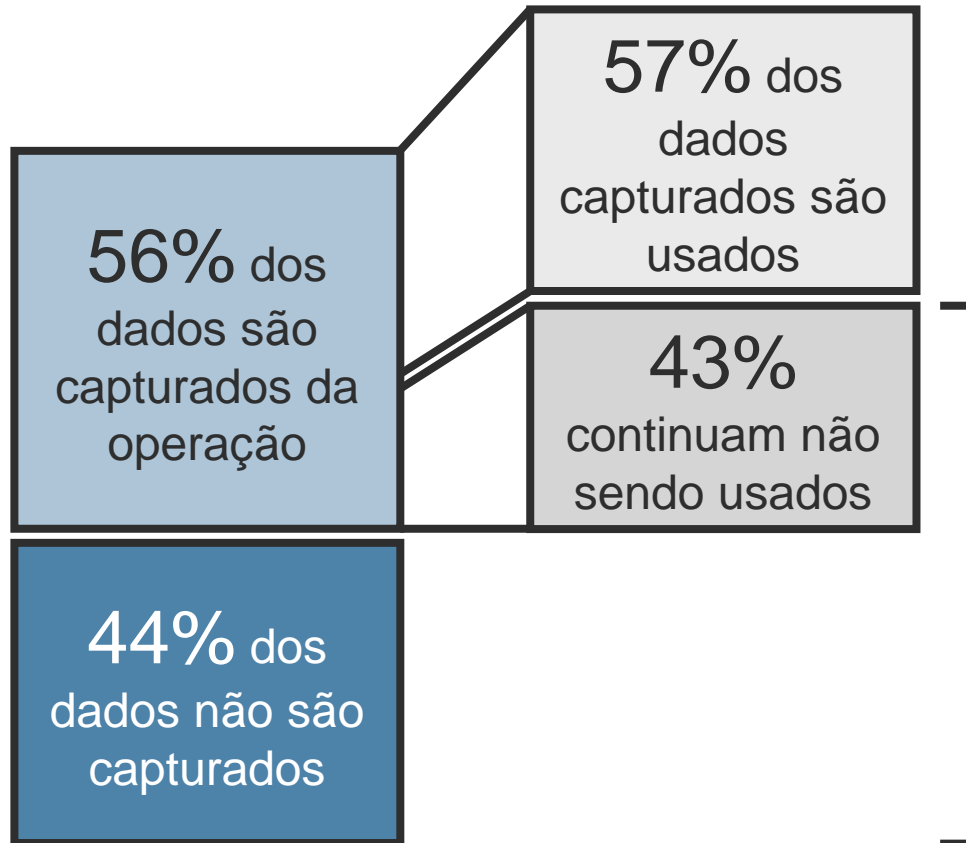 56% dos
dados são
capturados da
operação
44% dos
dados não são
capturados
57% dos
dados
capturados são
usados
43%
continuam não
sendo usados